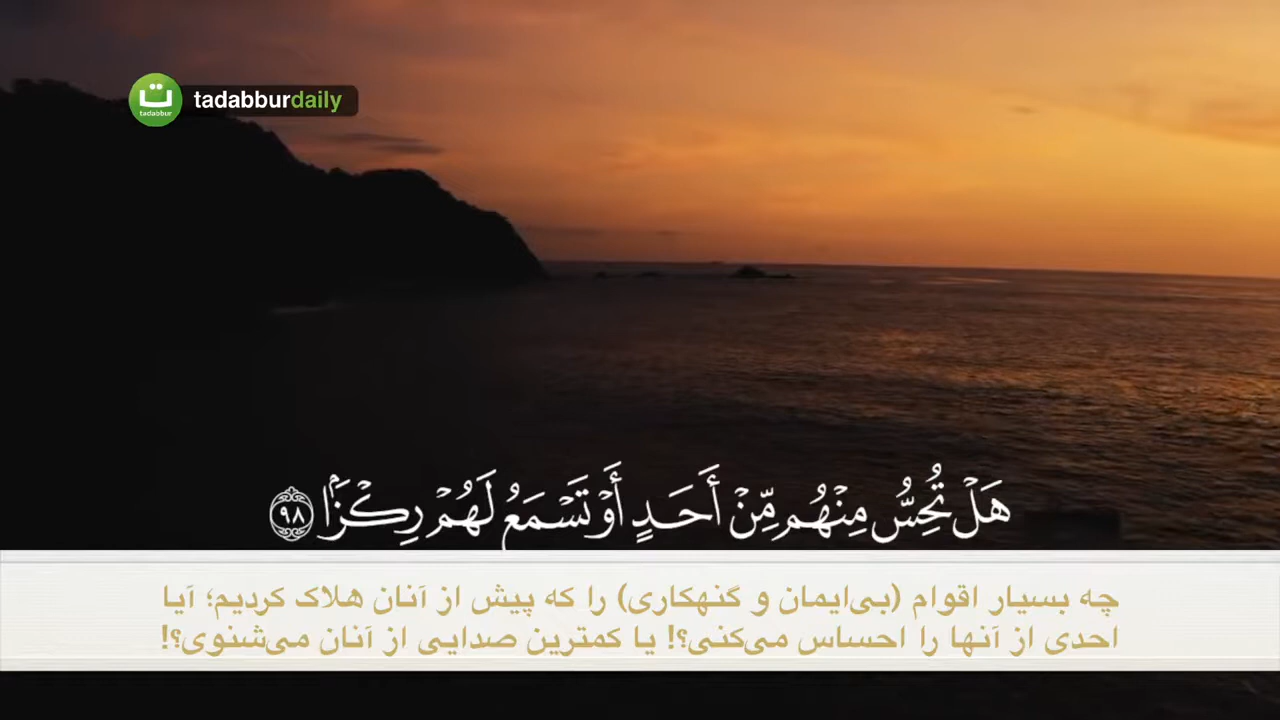 ت
tadabbur
tadabburdaily
هَلۡ تُحِسُّ مِنۡهُم مِّنۡ أَحَدٍ أَوۡ تَسۡمَعُ لَهُمۡ رِكۡزَۢا ٩٨
چه بسیار اقوام (بی‌ایمان و گنهکاری) را که پیش از آنان هلاک کردیم؛ آیا
احدی از آنها را احساس می‌کنی؟! یا کمترین صدایی از آنان می‌شنوی؟!